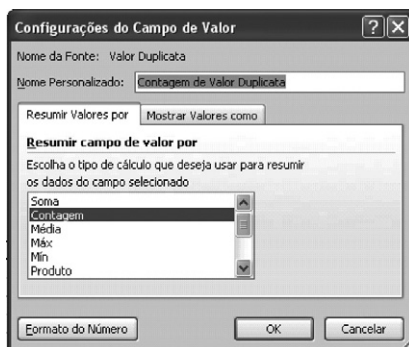 Configurações do Campo de Valor
Nome da Fonte: Valor Duplicata
Nome Personalizado: Contagem de Valor Duplicata
Resumir Valores por Mostrar Valores como
Resumir campo de valor por
Escolha o tipo de cálculo que deseja usar para resumir
os dados do campo selecionado
Soma
Contagem
Média
Máx
Mín
Produto
Formato do Número OK Cancelar